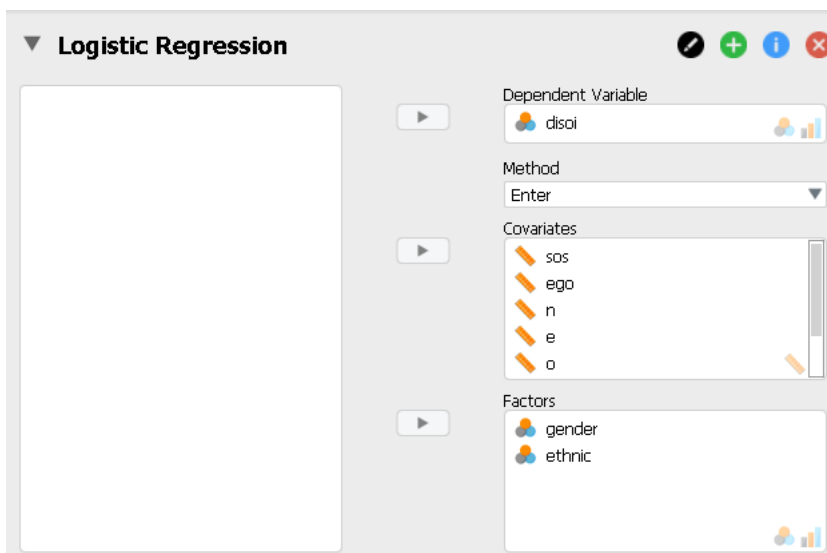 Logistic Regression
Dependent Variable
disoi
Method
Enter
Covariates
sos
ego
n
e
o
Factors
gender
ethnic